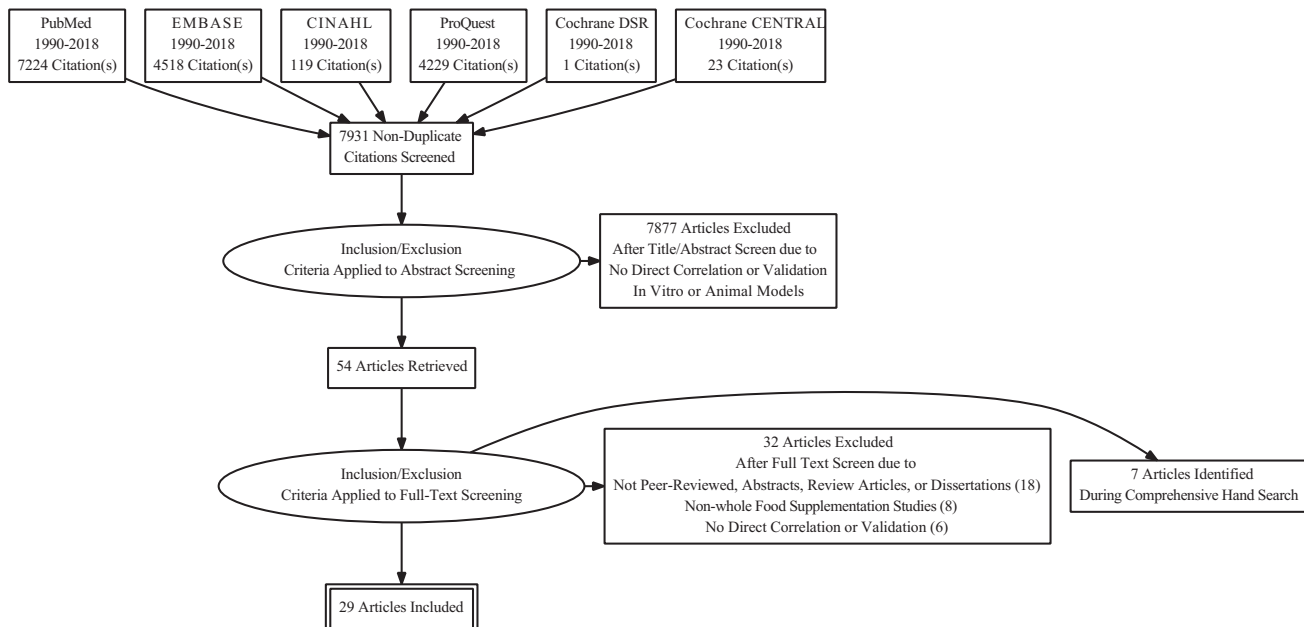 PubMed
1990-2018
7224 Citation(s)
EMBASE
1990-2018
4518 Citation(s)
CINAHL
1990-2018
119 Citation(s)
ProQuest
1990-2018
4229 Citation(s)
Cochrane DSR
1990-2018
1 Citation(s)
Cochrane CENTRAL
1990-2018
23 Citation(s)
7931 Non-Duplicate
Citations Screened
Inclusion/Exclusion
Criteria Applied to Abstract Screening
7877 Articles Excluded
After Title/Abstract Screen due to
No Direct Correlation or Validation
In Vitro or Animal Models
54 Articles Retrieved
Inclusion/Exclusion
Criteria Applied to Full-Text Screening
32 Articles Excluded
After Full Text Screen due to
Not Peer-Reviewed, Abstracts, Review Articles, or Dissertations (18)
Non-whole Food Supplementation Studies (8)
No Direct Correlation or Validation (6)
7 Articles Identified
During Comprehensive Hand Search
29 Articles Included